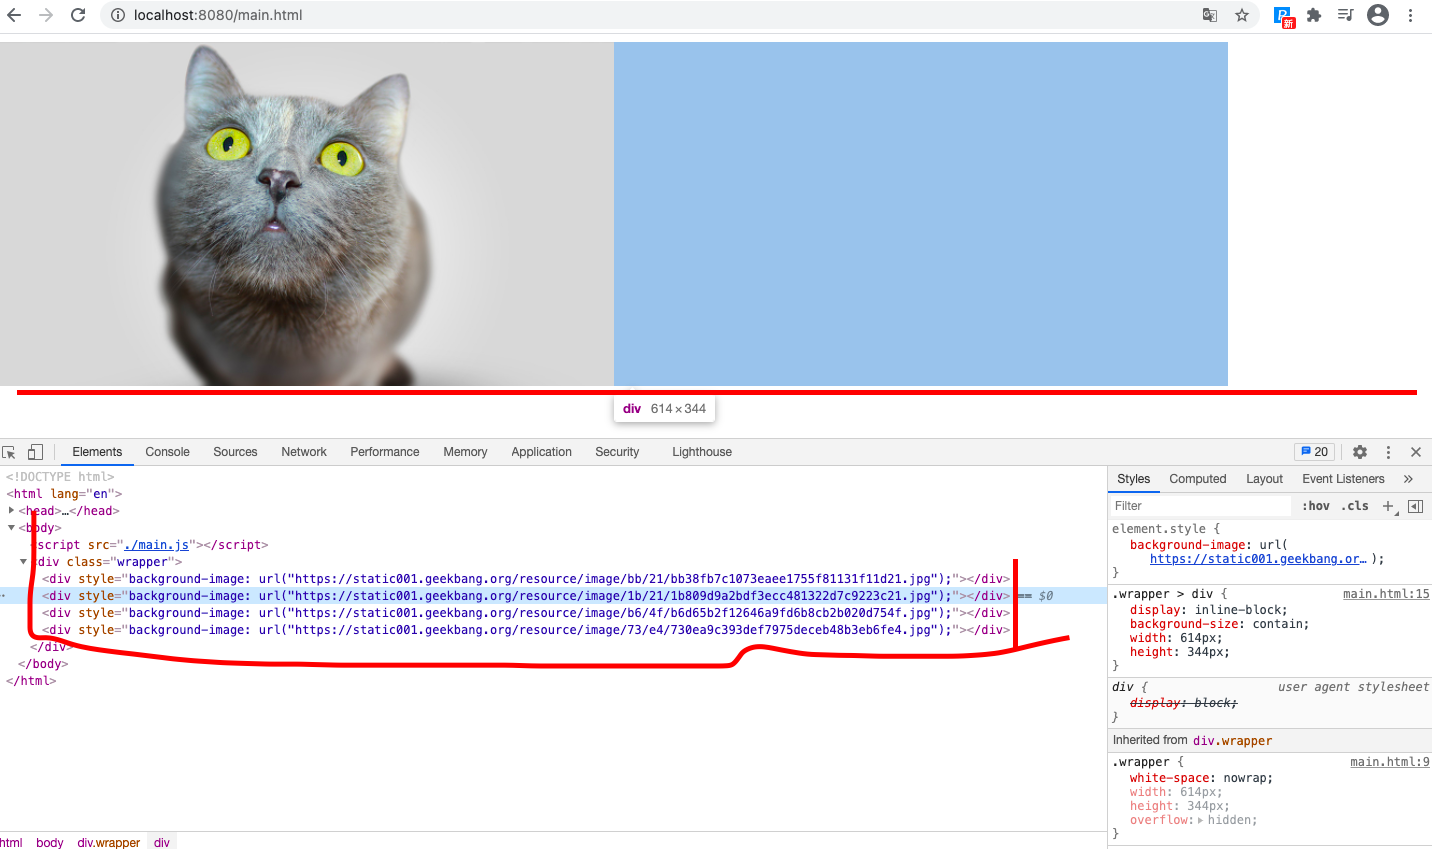 localhost:8080/main.html
新
div 614 × 344
Elements Console Sources Network Performance Memory Application Security Lighthouse 20
<!DOCTYPE html>
<html lang="en">
<head>…</head>
<body>
<script src="./main.js"></script>
<div class="wrapper">
<div style="background-image: url("https://static001.geekbang.org/resource/image/bb/21/bb38fb7c1073eaee1755f81131f11d21.jpg");"></div>
<div style="background-image: url("https://static001.geekbang.org/resource/image/1b/21/1b809d9a2bdf3ecc481322d7c9223c21.jpg");"></div> == $0
<div style="background-image: url("https://static001.geekbang.org/resource/image/b6/4f/b6d65b2f12646a9fd6b8cb2b020d754f.jpg");"></div>
<div style="background-image: url("https://static001.geekbang.org/resource/image/73/e4/730ea9c393def7975deceb48b3eb6fe4.jpg");"></div>
</div>
</body>
</html>
html body div.wrapper div
Styles Computed Layout Event Listeners »
Filter :hov .cls +
element.style {
background-image: url(
https://static001.geekbang.or… );
}
.wrapper > div { main.html:15
display: inline-block;
background-size: contain;
width: 614px;
height: 344px;
}
div { user agent stylesheet
display: block;
}
Inherited from div.wrapper
.wrapper { main.html:9
white-space: nowrap;
width: 614px;
height: 344px;
overflow: hidden;
}